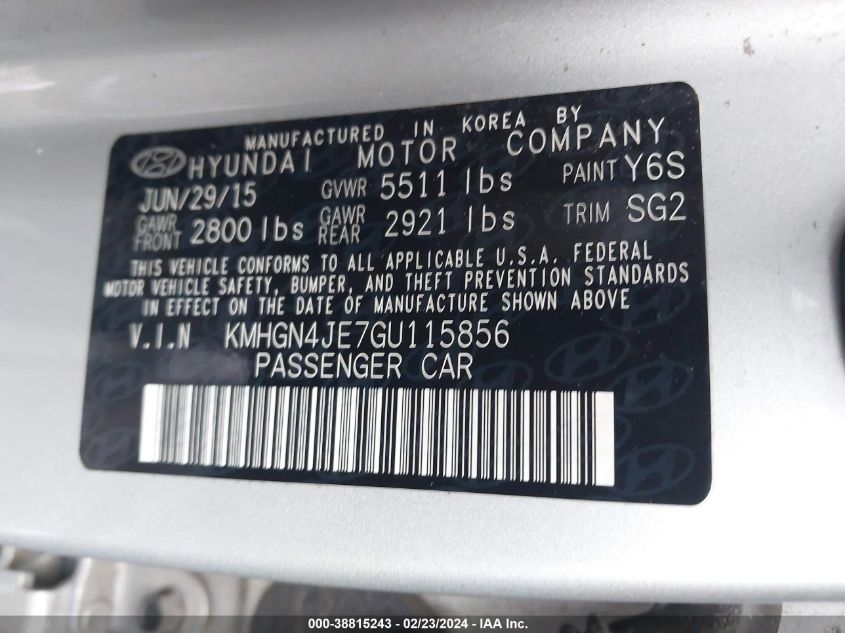 MANUFACTURED IN KOREA BY
HYUNDAI MOTOR COMPANY
JUN/29/15 GVWR 5511 lbs PAINT Y6S
GAWR FRONT 2800 lbs GAWR REAR 2921 lbs TRIM SG2
THIS VEHICLE CONFORMS TO ALL APPLICABLE U.S.A. FEDERAL
MOTOR VEHICLE SAFETY, BUMPER, AND THEFT PREVENTION STANDARDS
IN EFFECT ON THE DATE OF MANUFACTURE SHOWN ABOVE
V.I.N KMHGN4JE7GU115856
PASSENGER CAR
000-38815243 - 02/23/2024 - IAA Inc.